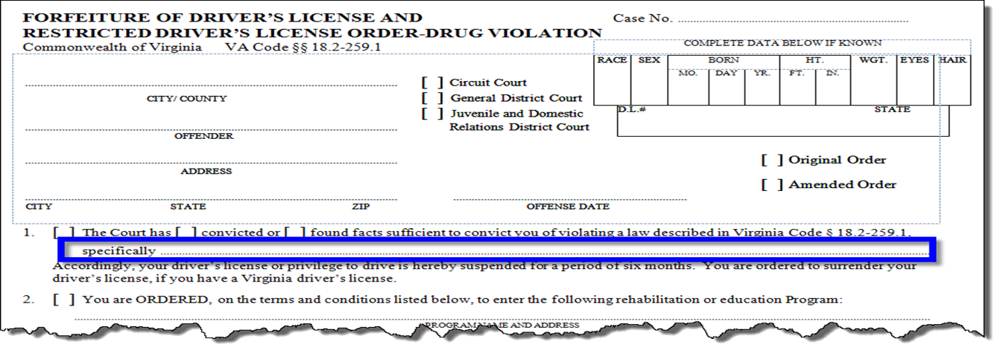 FORFEITURE OF DRIVER'S LICENSE AND
RESTRICTED DRIVER'S LICENSE ORDER-DRUG VIOLATION
Commonwealth of Virginia VA Code §§ 18.2-259.1
Case No.
COMPLETE DATA BELOW IF KNOWN
RACE SEX BORN HT. WGT. EYES HAIR
MO. DAY YR. FT. IN.
D.L.# STATE
CITY/ COUNTY
OFFENDER
ADDRESS
CITY STATE ZIP
[ ] Circuit Court
[ ] General District Court
[ ] Juvenile and Domestic
Relations District Court
OFFENSE DATE
[ ] Original Order
[ ] Amended Order
1. [ ] The Court has [ ] convicted or [ ] found facts sufficient to convict you of violating a law described in Virginia Code § 18.2-259.1,
specifically
Accordingly, your driver's license or privilege to drive is hereby suspended for a period of six months. You are ordered to surrender your
driver's license, if you have a Virginia driver's license.
2. [ ] You are ORDERED, on the terms and conditions listed below, to enter the following rehabilitation or education Program:
PROGRAM NAME AND ADDRESS